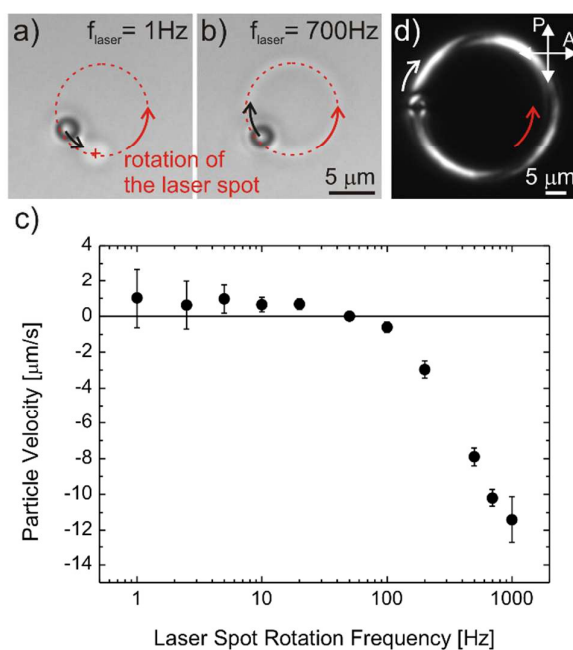 a) f_laser = 1Hz
b) f_laser = 700Hz
d)
P
A
rotation of
the laser spot
5 μm
5 μm
c)
Particle Velocity [μm/s]
4
2
0
-2
-4
-6
-8
-10
-12
-14
1 10 100 1000
Laser Spot Rotation Frequency [Hz]